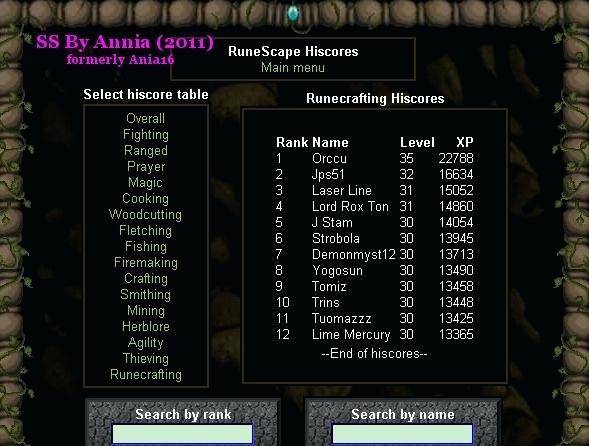 SS By Annia (2011)
formerly Ania16
RuneScape Hiscores
Main menu
Select hiscore table
Overall
Fighting
Ranged
Prayer
Magic
Cooking
Woodcutting
Fletching
Fishing
Firemaking
Crafting
Smithing
Mining
Herblore
Agility
Thieving
Runecrafting
Runecrafting Hiscores
Rank Name Level XP
1 Orccu 35 22788
2 Jps51 32 16634
3 Laser Line 31 15052
4 Lord Rox Ton 31 14860
5 J Stam 30 14054
6 Strobola 30 13945
7 Demonmyst12 30 13713
8 Yogosun 30 13490
9 Tomiz 30 13458
10 Trins 30 13448
11 Tuomazzz 30 13425
12 Lime Mercury 30 13365
--End of hiscores--
Search by rank
Search by name